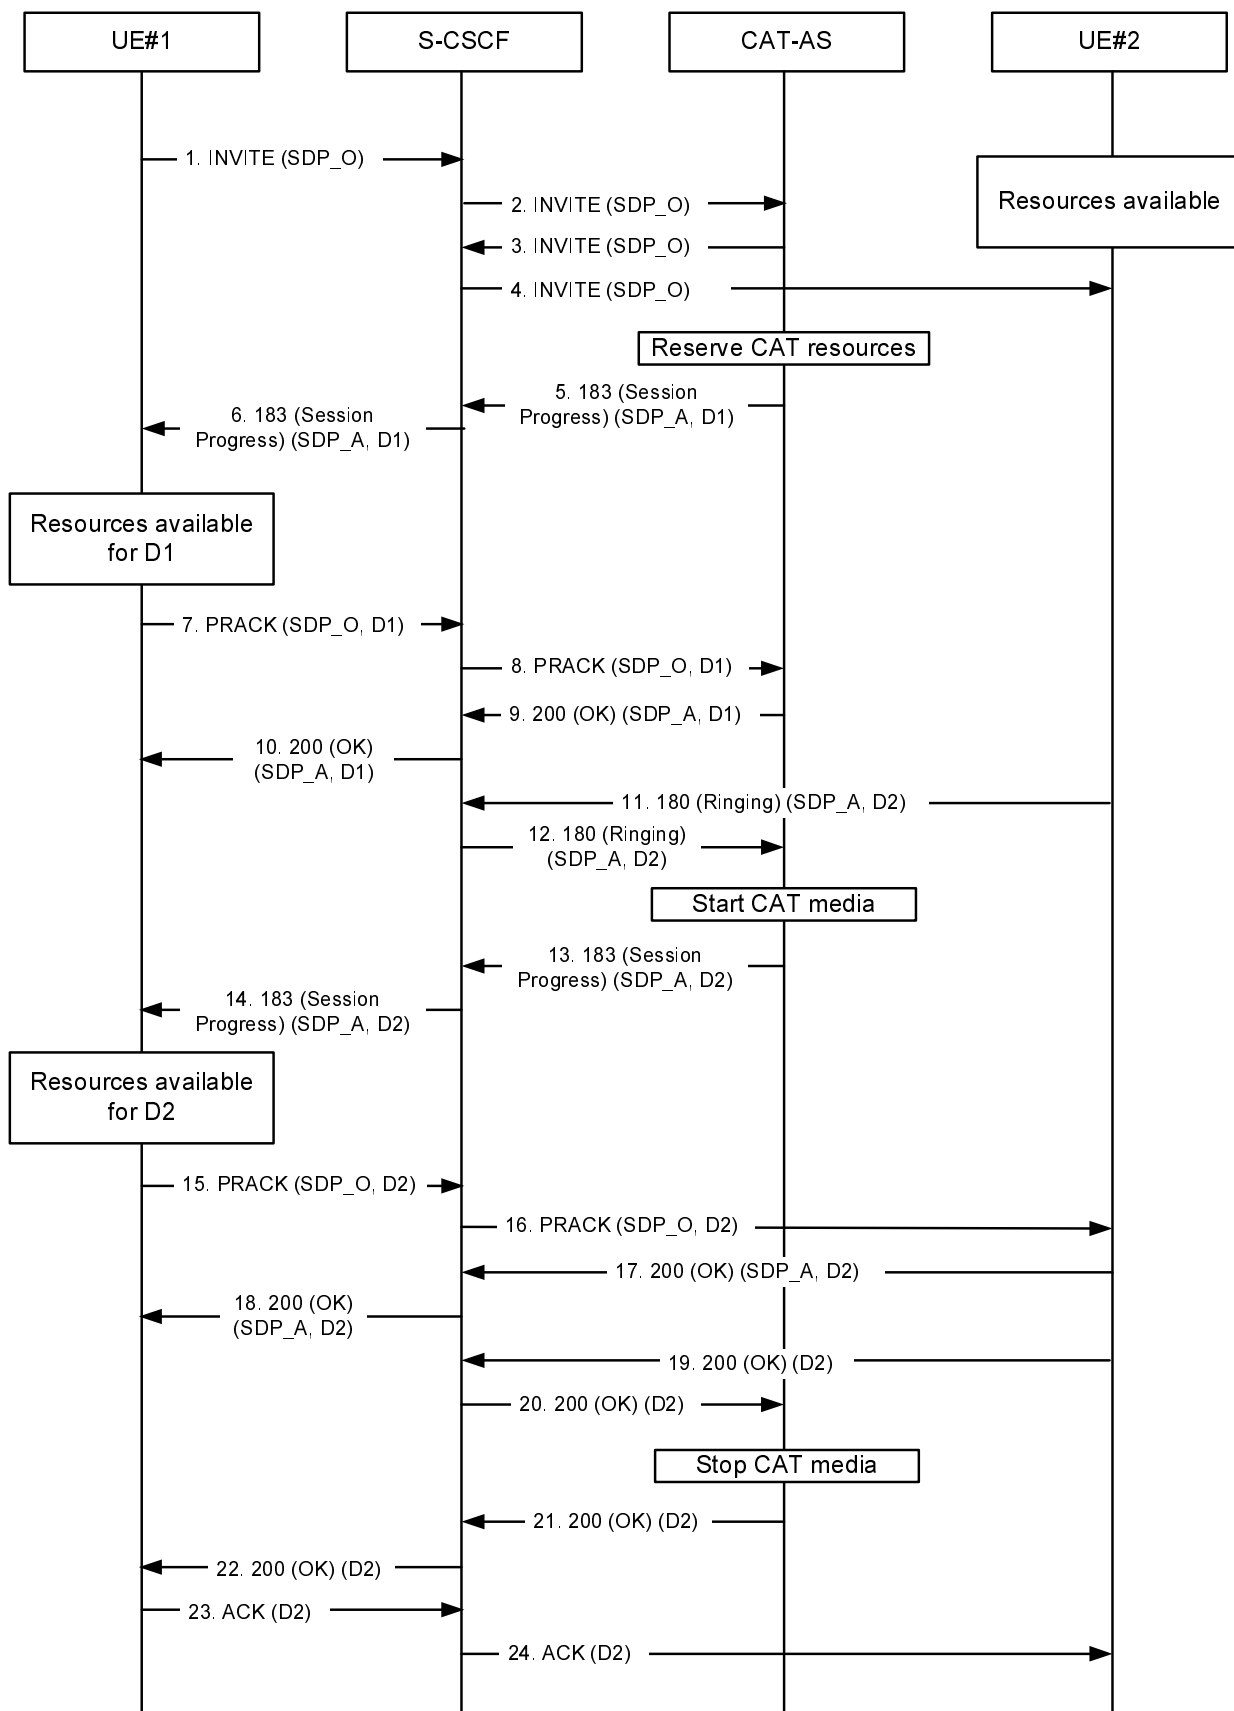 UE#1
S-CSCF
CAT-AS
UE#2
1. INVITE (SDP_O)
Resources available
2. INVITE (SDP_O)
3. INVITE (SDP_O)
4. INVITE (SDP_O)
Reserve CAT resources
5. 183 (Session
Progress) (SDP_A, D1)
6. 183 (Session
Progress) (SDP_A, D1)
Resources available
for D1
7. PRACK (SDP_O, D1)
8. PRACK (SDP_O, D1)
9. 200 (OK) (SDP_A, D1)
10. 200 (OK)
(SDP_A, D1)
11. 180 (Ringing) (SDP_A, D2)
12. 180 (Ringing)
(SDP_A, D2)
Start CAT media
13. 183 (Session
Progress) (SDP_A, D2)
14. 183 (Session
Progress) (SDP_A, D2)
Resources available
for D2
15. PRACK (SDP_O, D2)
16. PRACK (SDP_O, D2)
17. 200 (OK) (SDP_A, D2)
18. 200 (OK)
(SDP_A, D2)
19. 200 (OK) (D2)
20. 200 (OK) (D2)
Stop CAT media
21. 200 (OK) (D2)
22. 200 (OK) (D2)
23. ACK (D2)
24. ACK (D2)